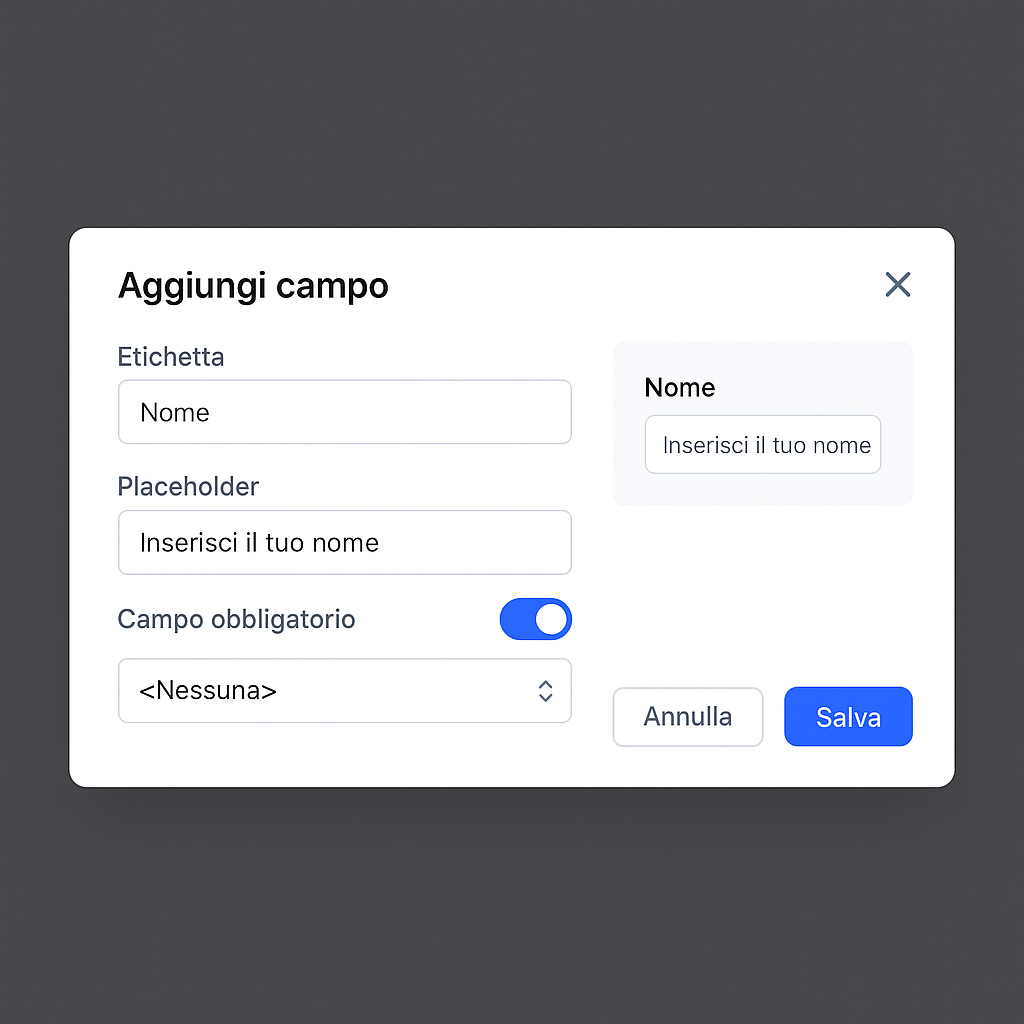 Aggiungi campo
Etichetta
Nome
Placeholder
Inserisci il tuo nome
Campo obbligatorio
<Nessuna>
Nome
Inserisci il tuo nome
Annulla
Salva